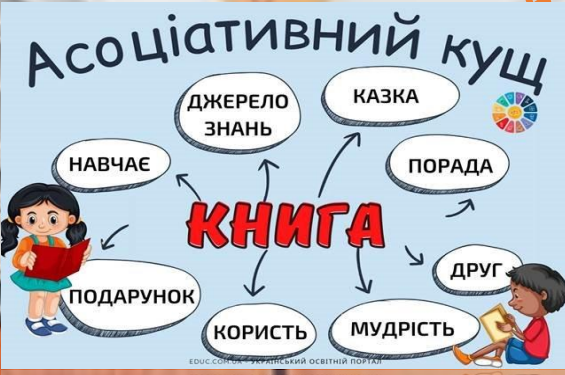 Асоціативний кущ
ДЖЕРЕЛО
ЗНАНЬ
КАЗКА
НАВЧАЄ
ПОРАДА
КНИГА
ДРУГ
ПОДАРУНОК
КОРИСТЬ
МУДРІСТЬ
EDUC.COM.UA - УКРАЇНСЬКИЙ ОСВІТНІЙ ПОРТАЛ